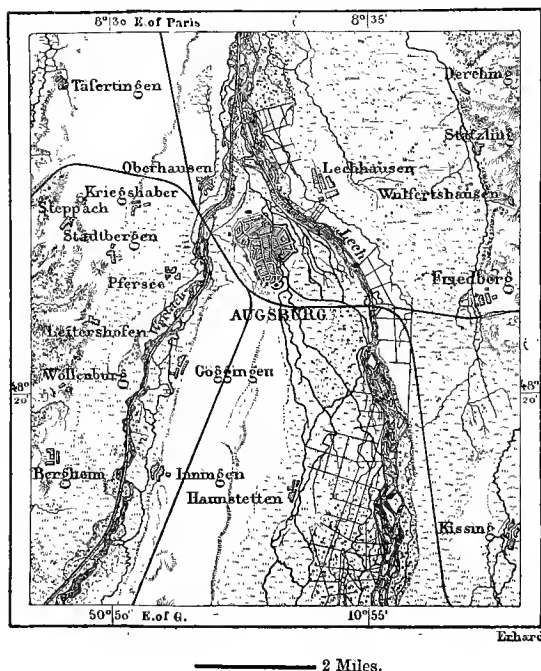 8°30 E. of Paris 8°35
Täfertingen
Derching
Stätzling
Oberhausen
Lechhausen
Kriegshaber
Wulfertshausen
Steppach
Stadtbergen
Lech
Pfersee
Friedberg
AUGSBURG
Leitershofen
48° 20'
Wollenburg
Göggingen
48° 20'
Bergheim
Inningen
Haunstetten
Kissing
50°50' E. of G. 10°55'
Erhard
2 Miles.